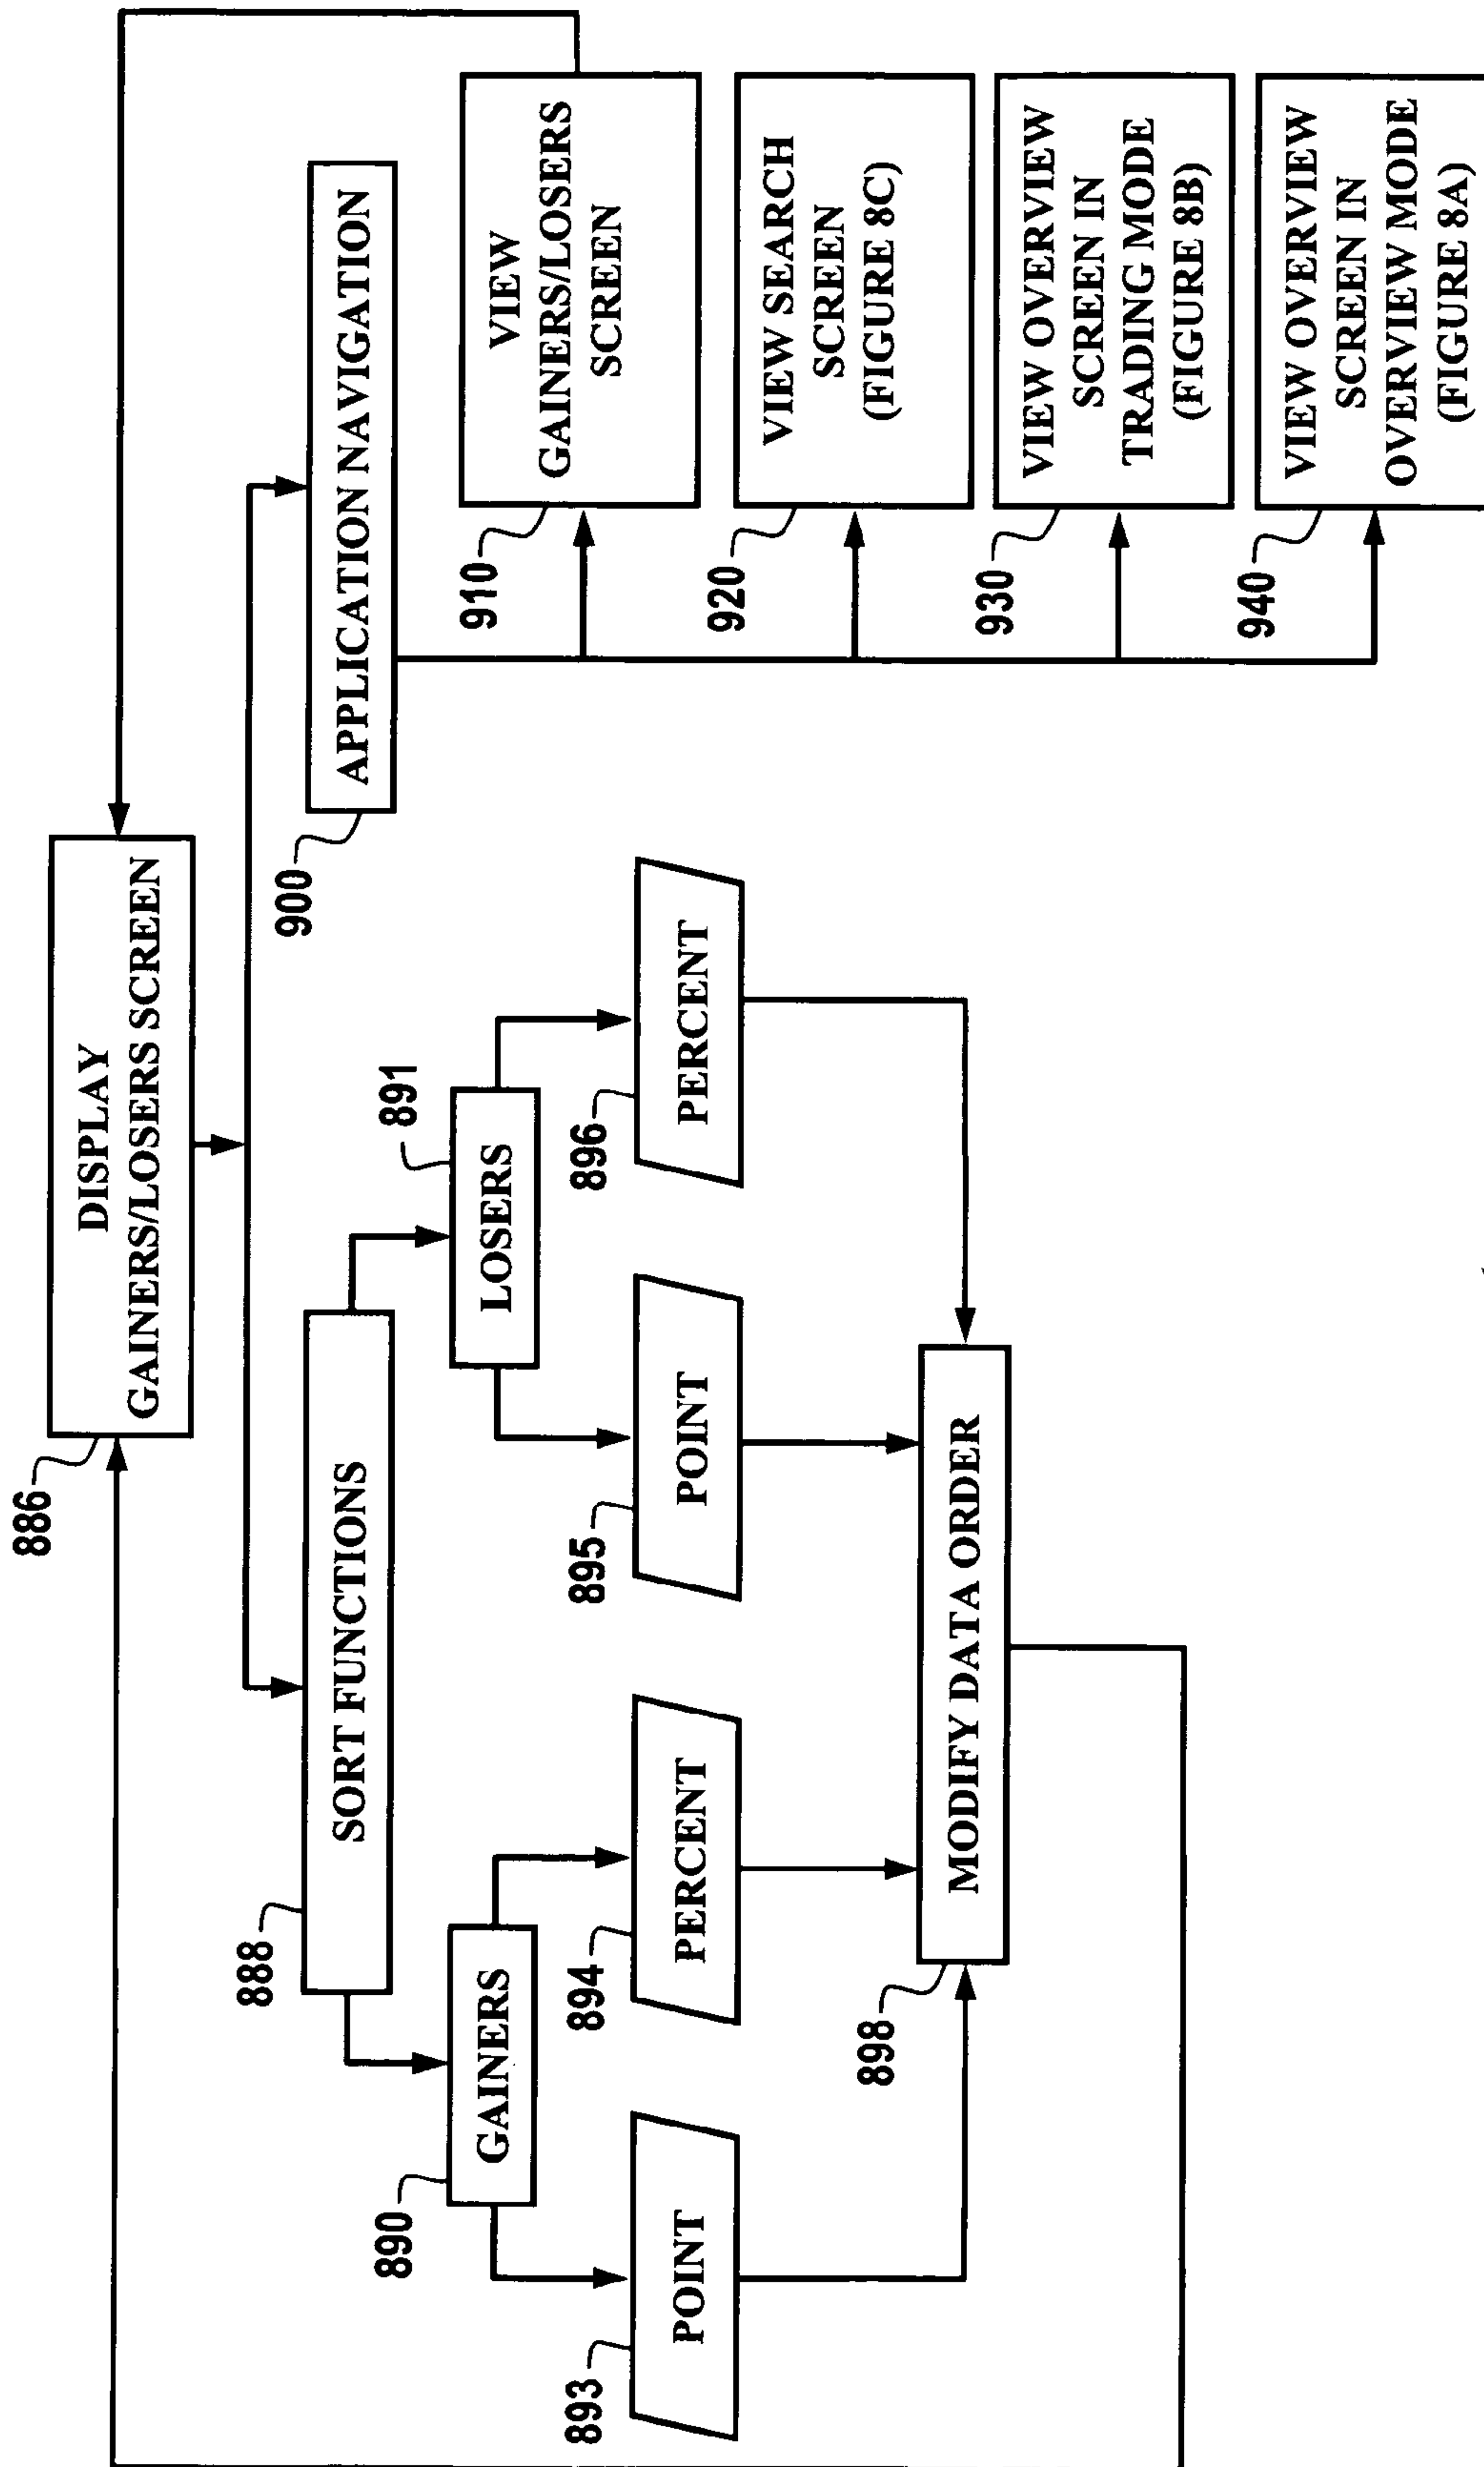 886
DISPLAY
GAINERS/LOSERS SCREEN
888
SORT FUNCTIONS
890
GAINERS
891
LOSERS
893
POINT
894
PERCENT
895
POINT
896
PERCENT
898
MODIFY DATA ORDER
900
APPLICATION NAVIGATION
910
VIEW
GAINERS/LOSERS
SCREEN
920
VIEW SEARCH
SCREEN
(FIGURE 8C)
930
VIEW OVERVIEW
SCREEN IN
TRADING MODE
(FIGURE 8B)
940
VIEW OVERVIEW
SCREEN IN
OVERVIEW MODE
(FIGURE 8A)